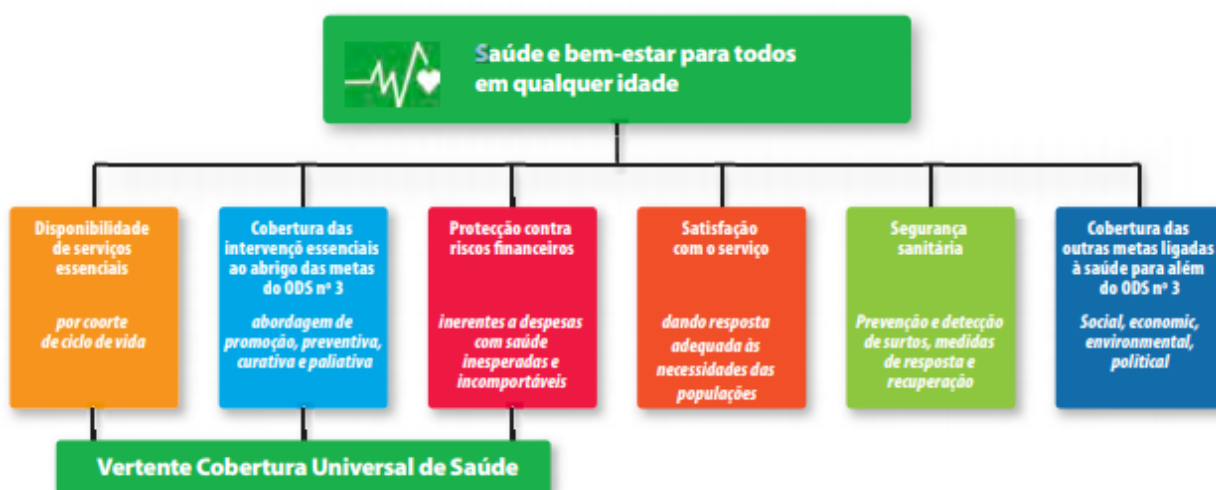 Saúde e bem-estar para todos
em qualquer idade
Disponibilidade
de serviços
essenciais
por coorte
de ciclo de vida
Cobertura das
intervençõ essenciais
ao abrigo das metas
do ODS nº 3
abordagem de
promoção, preventiva,
curativa e paliativa
Protecção contra
riscos financeiros
inerentes a despesas
com saúde
inesperadas e
incomportáveis
Satisfação
com o serviço
dando resposta
adequada às
necessidades das
populações
Segurança
sanitária
Prevenção e detecção
de surtos, medidas
de resposta e
recuperação
Cobertura das
outras metas ligadas
à saúde para além
do ODS nº 3
Social, economic,
environmental,
political
Vertente Cobertura Universal de Saúde